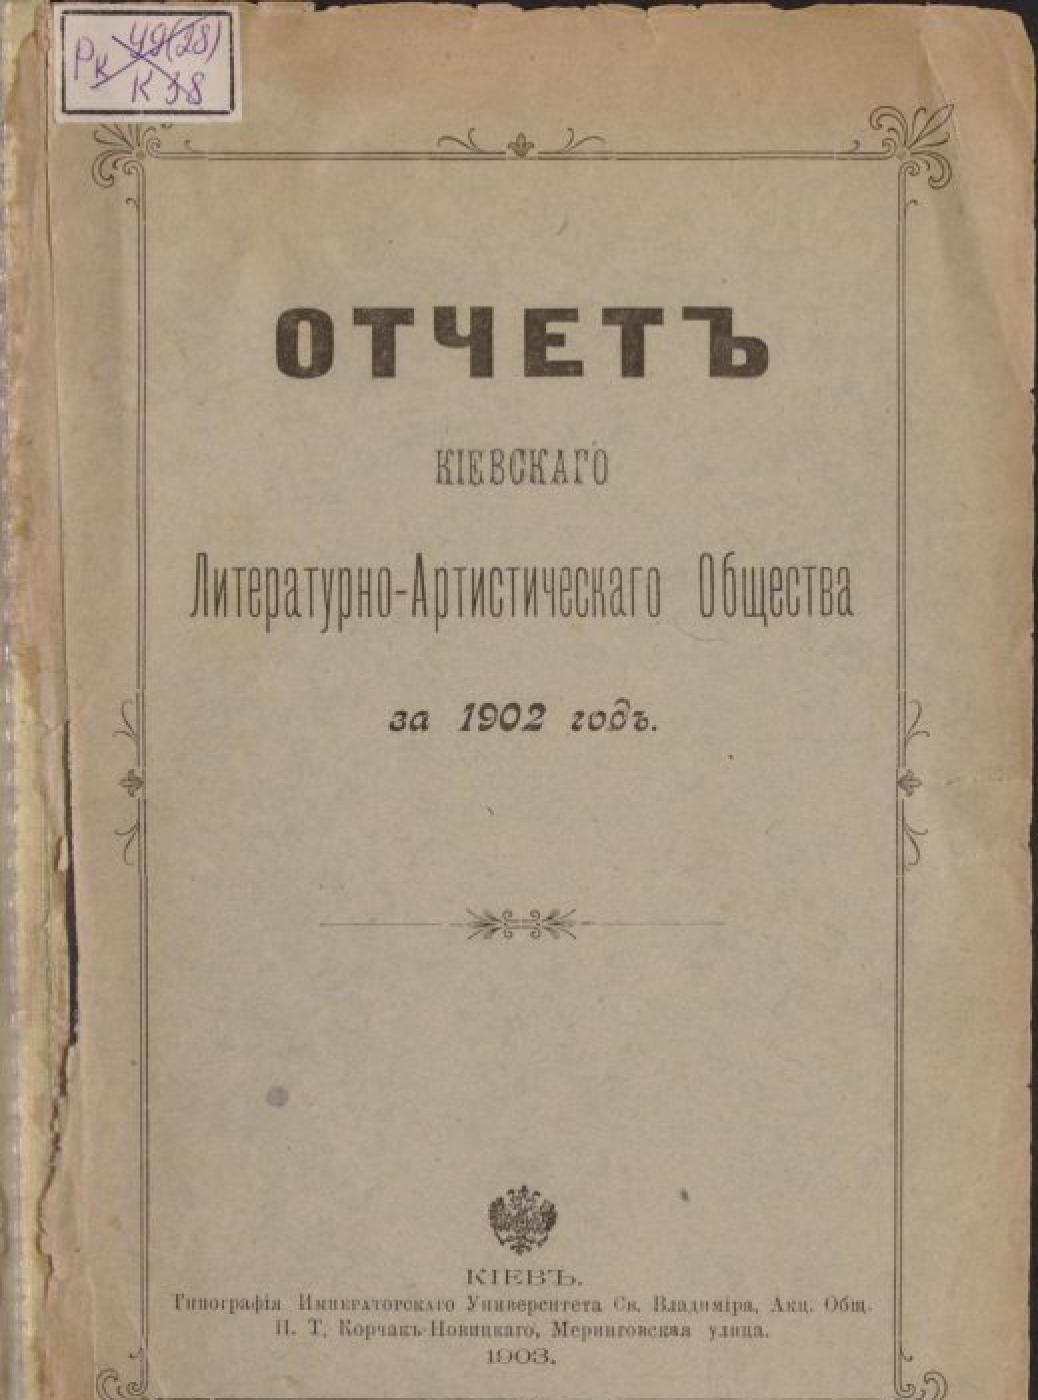 Рк 49(28)
К 38
ОТЧЕТЪ
КІЕВСКАГО
Литературно-Артистическаго Общества
за 1902 годъ.
КІЕВЪ.
Типографія Императорскаго Университета Св. Владиміра, Акц. Общ.
Н. Т. Корчакъ-Новицкаго, Меринговская улица.
1903.